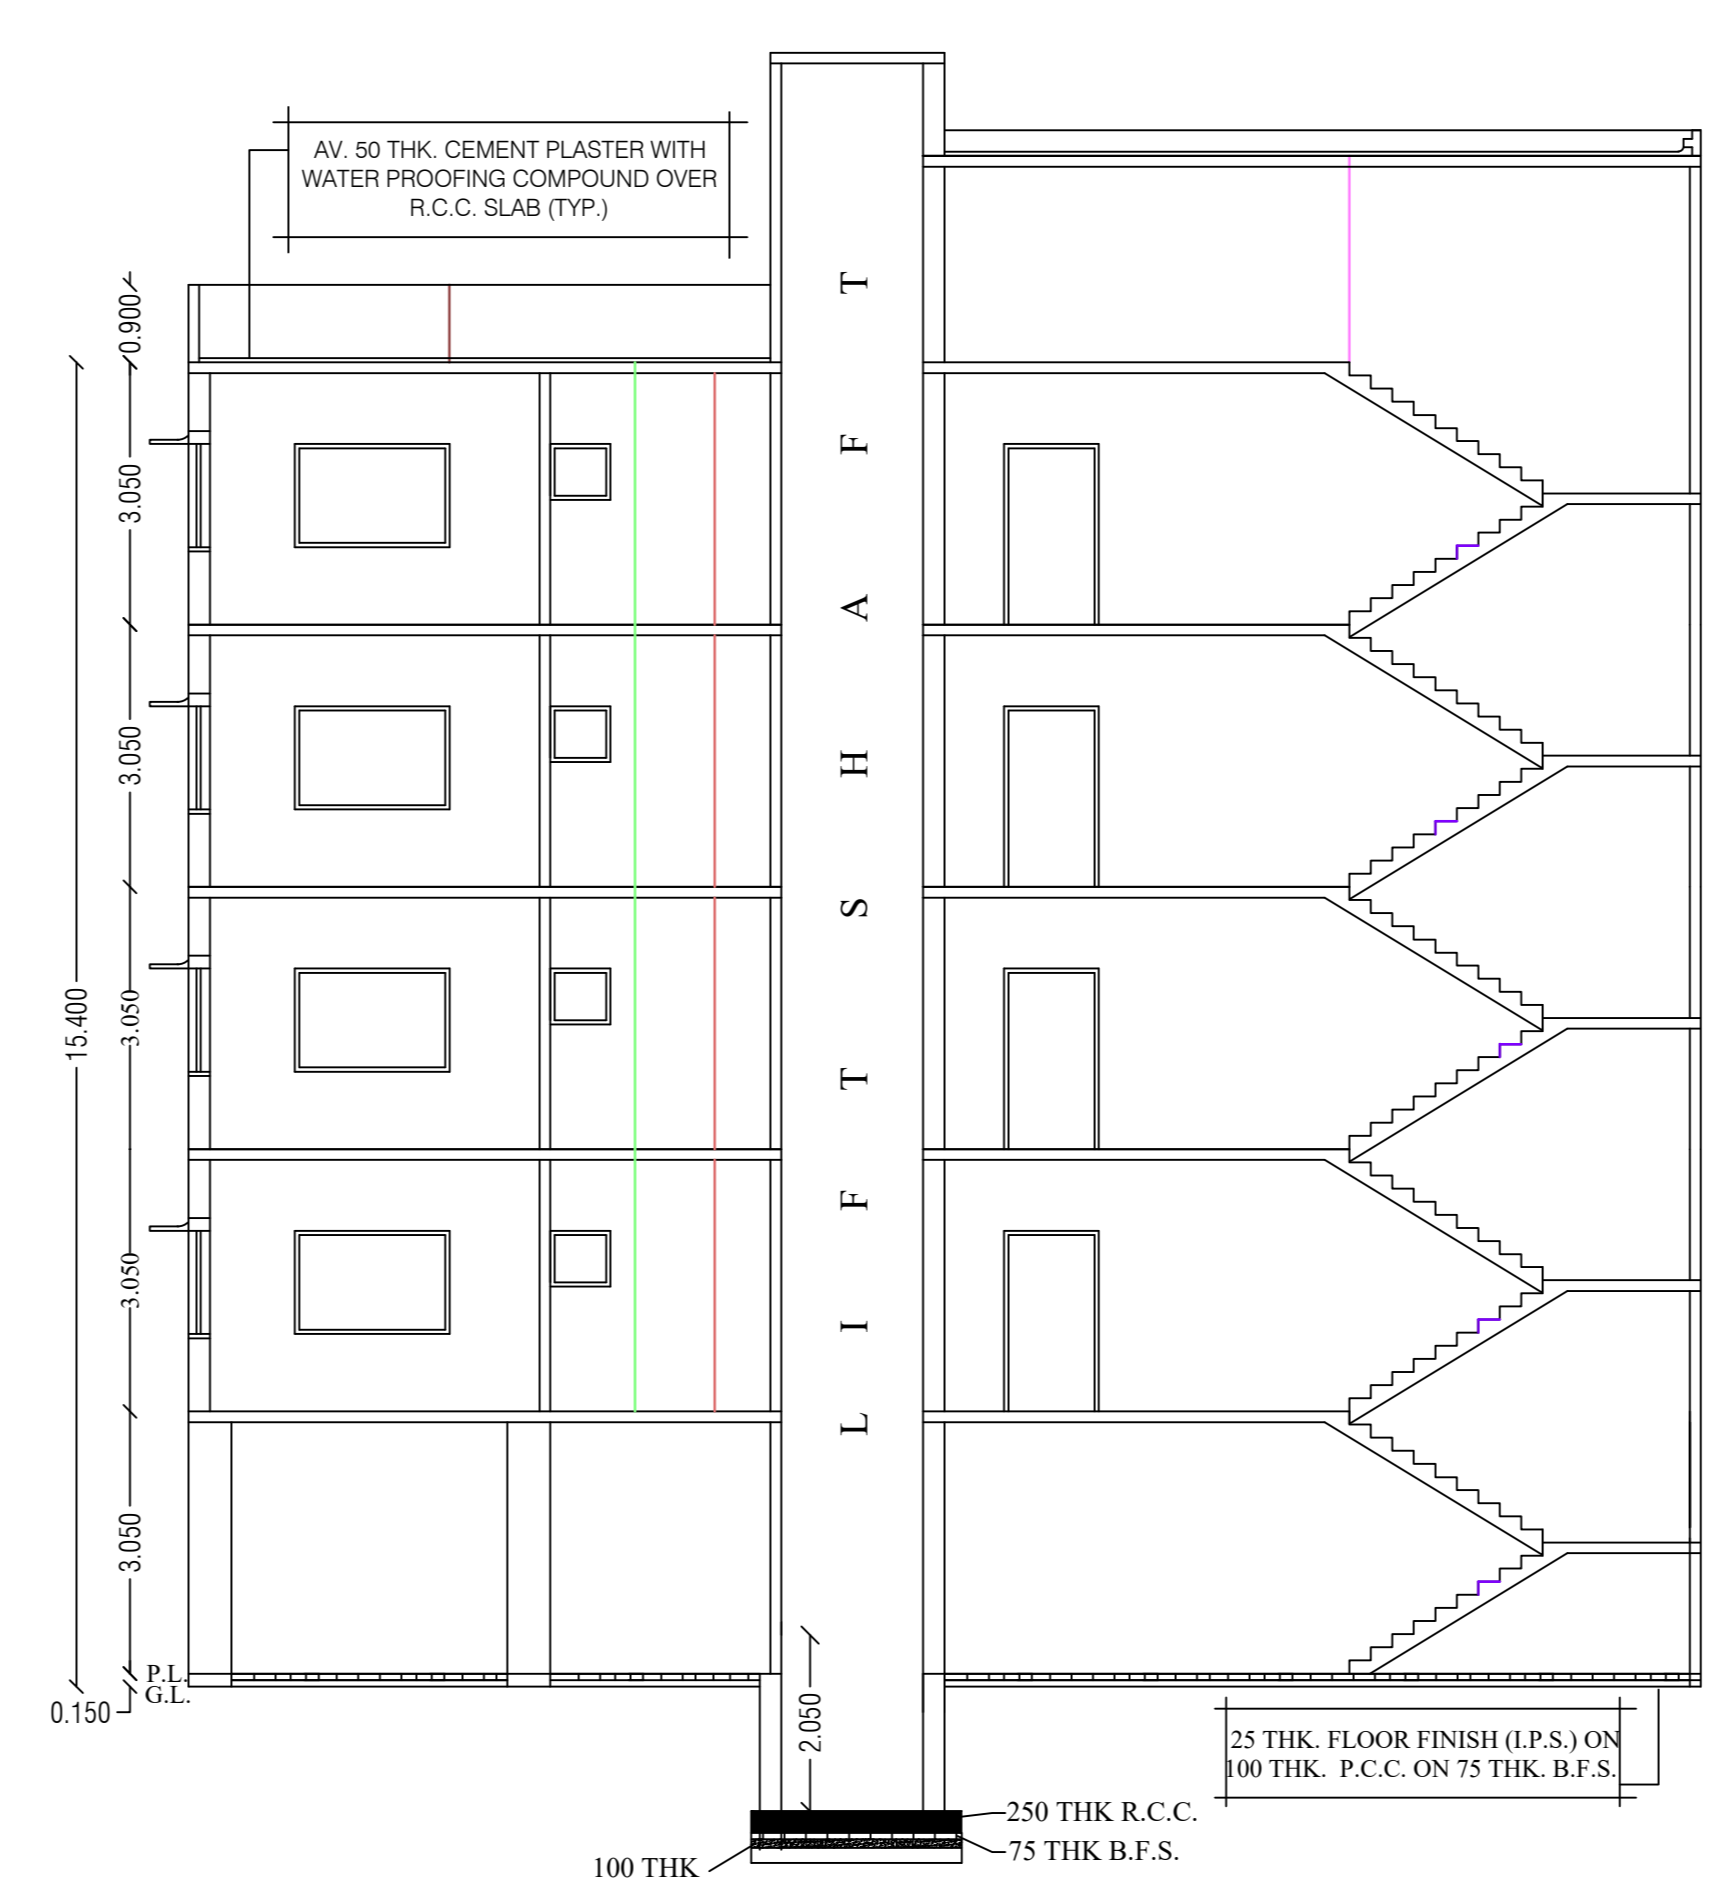 AV. 50 THK. CEMENT PLASTER WITH
WATER PROOFING COMPOUND OVER
R.C.C. SLAB (TYP.)
0.900
3.050
3.050
3.050
3.050
3.050
15.400
P.L.
G.L.
0.150
LIFT SHAFT
2.050
25 THK. FLOOR FINISH (I.P.S.) ON
100 THK. P.C.C. ON 75 THK. B.F.S.
250 THK R.C.C.
75 THK B.F.S.
100 THK